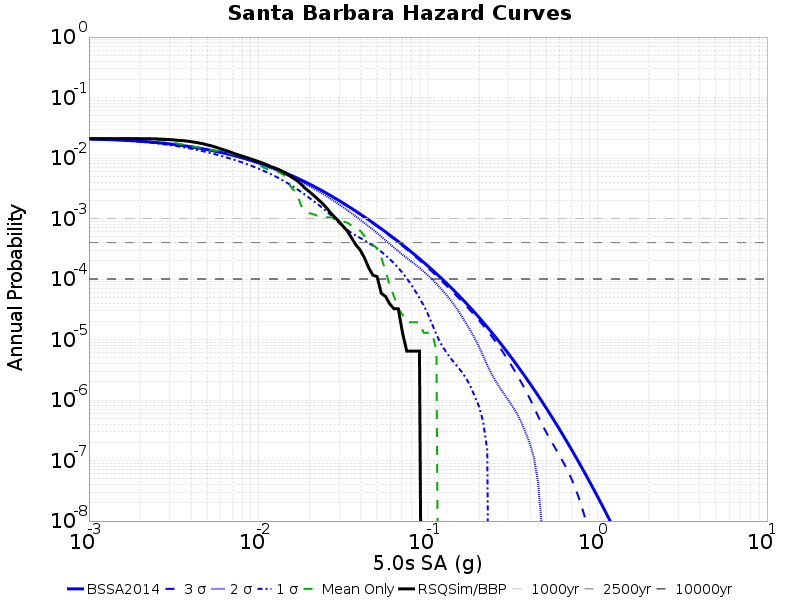 Santa Barbara Hazard Curves
Annual Probability
10^0
10^-1
10^-2
10^-3
10^-4
10^-5
10^-6
10^-7
10^-8
10^-3 10^-2 10^-1 10^0 10^1
5.0s SA (g)
BSSA2014 3 σ 2 σ 1 σ Mean Only RSQSim/BBP 1000yr 2500yr 10000yr